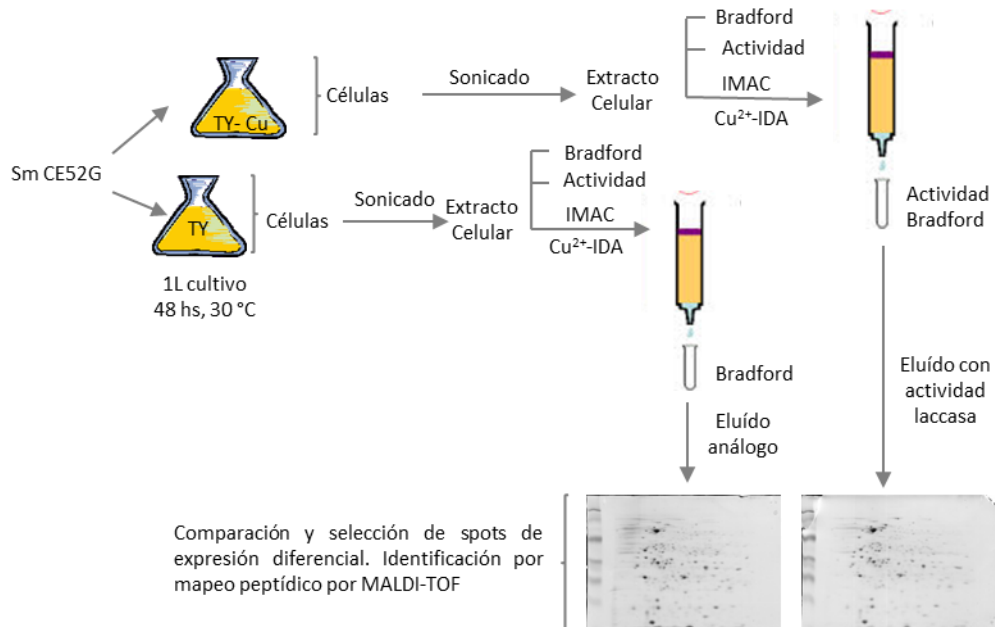 Sm CE52G
TY- Cu
Células
Sonicado
Extracto
Celular
Bradford
Actividad
IMAC
Cu²⁺-IDA
Actividad
Bradford
TY
Células
Sonicado
Extracto
Celular
Bradford
Actividad
IMAC
Cu²⁺-IDA
1L cultivo
48 hs, 30 °C
Bradford
Eluído
análogo
Eluído con
actividad
laccasa
Comparación y selección de spots de
expresión diferencial. Identificación por
mapeo peptídico por MALDI-TOF